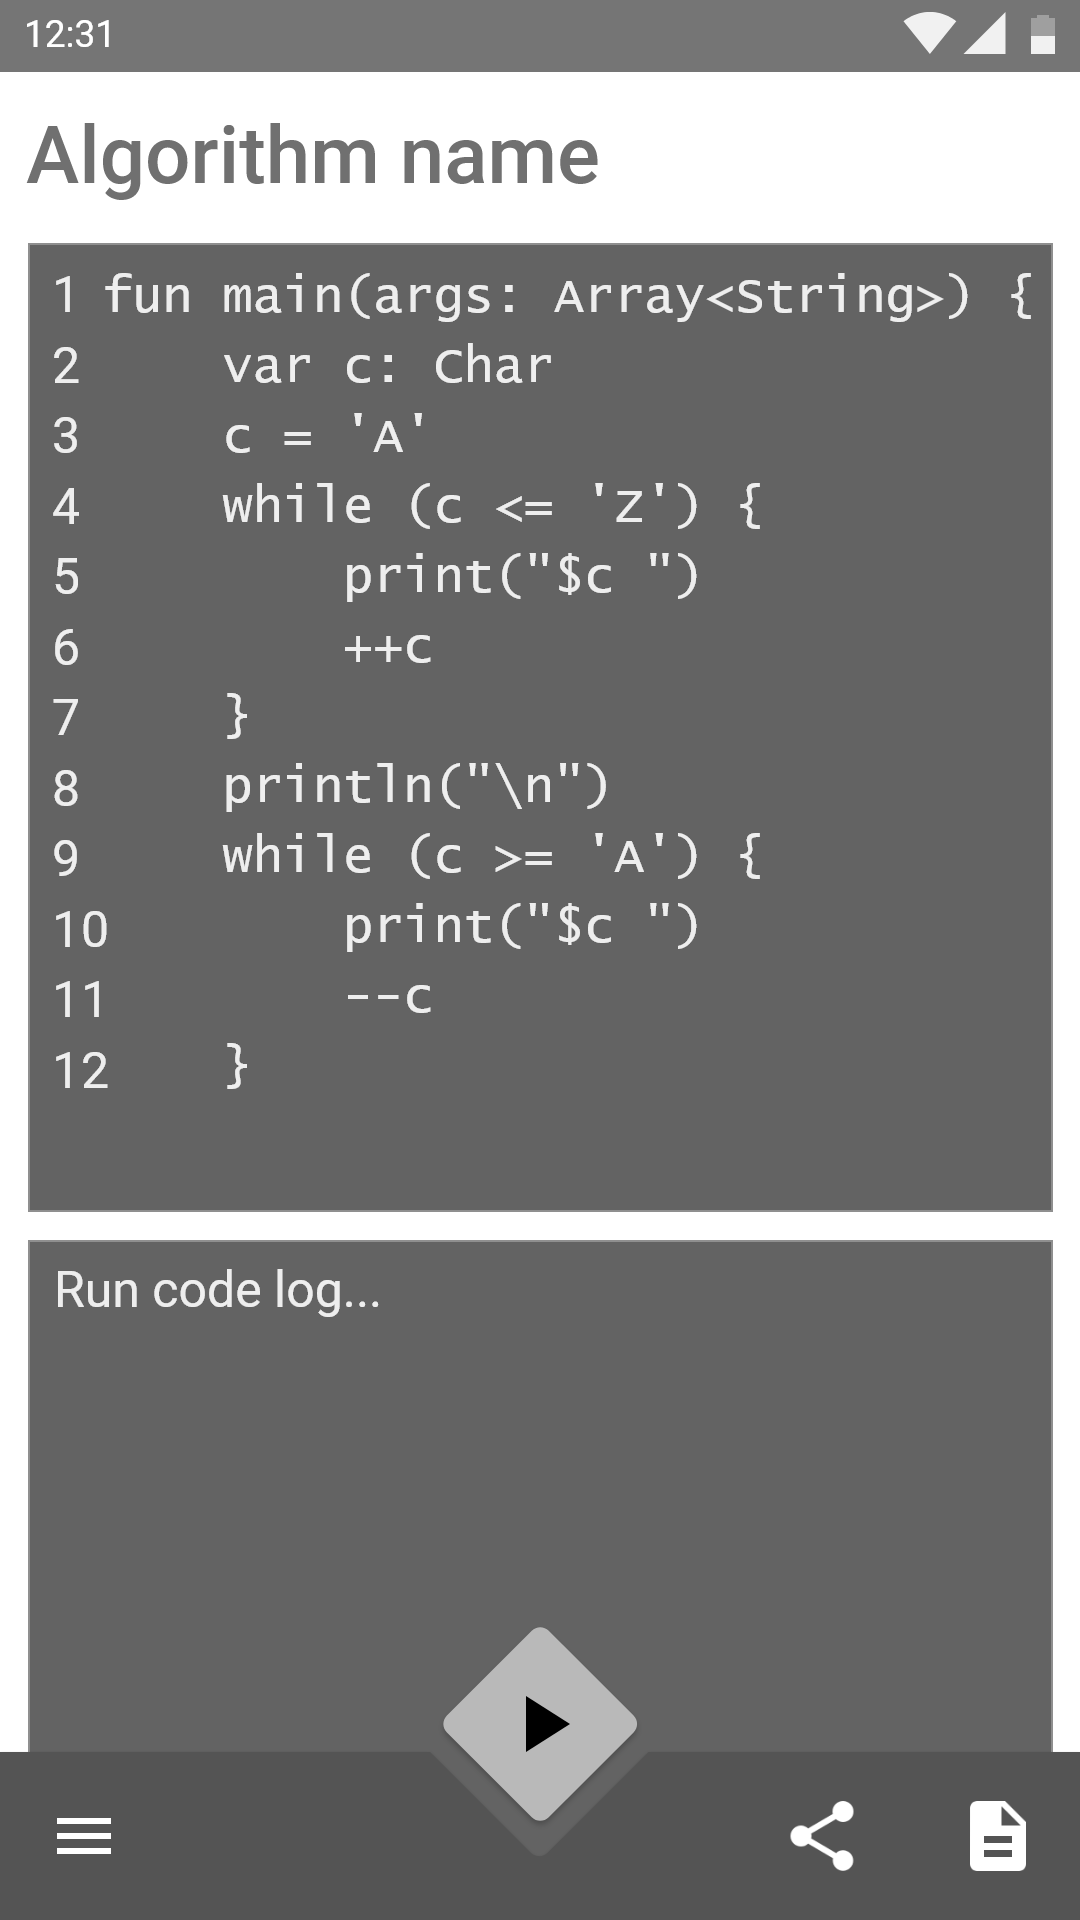 12:31
Algorithm name
1 fun main(args: Array<String>) {
2     var c: Char
3     c = 'A'
4     while (c <= 'Z') {
5         print("$c ")
6         ++c
7     }
8     println("\n")
9     while (c >= 'A') {
10         print("$c ")
11         --c
12     }
Run code log...